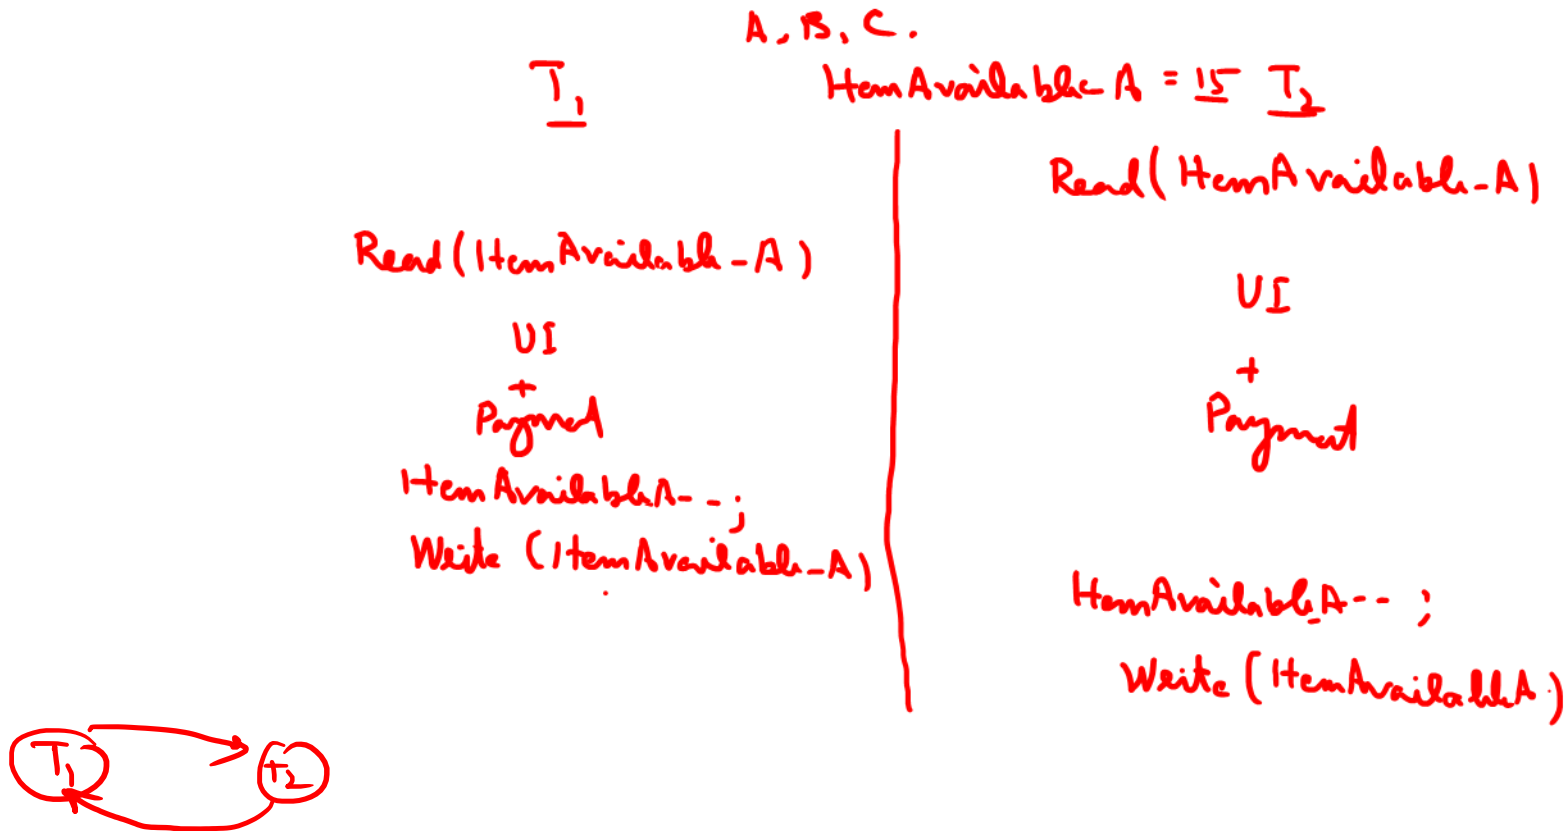 A, B, C.
T1
ItemAvailable-A = 15
T2
Read(ItemAvailable-A)
Read(ItemAvailable-A)
UI
UI
+
+
Payment
Payment
ItemAvailableA--;
Write (ItemAvailable-A)
ItemAvailable_A--;
Write (ItemAvailableA)
T1
T2